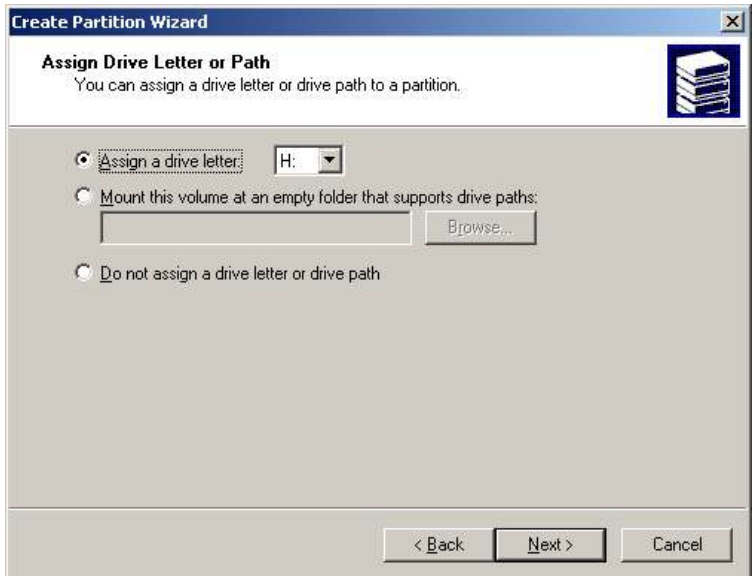 Create Partition Wizard
Assign Drive Letter or Path
You can assign a drive letter or drive path to a partition.
Assign a drive letter: H:
Mount this volume at an empty folder that supports drive paths:
Browse...
Do not assign a drive letter or drive path
< Back Next > Cancel